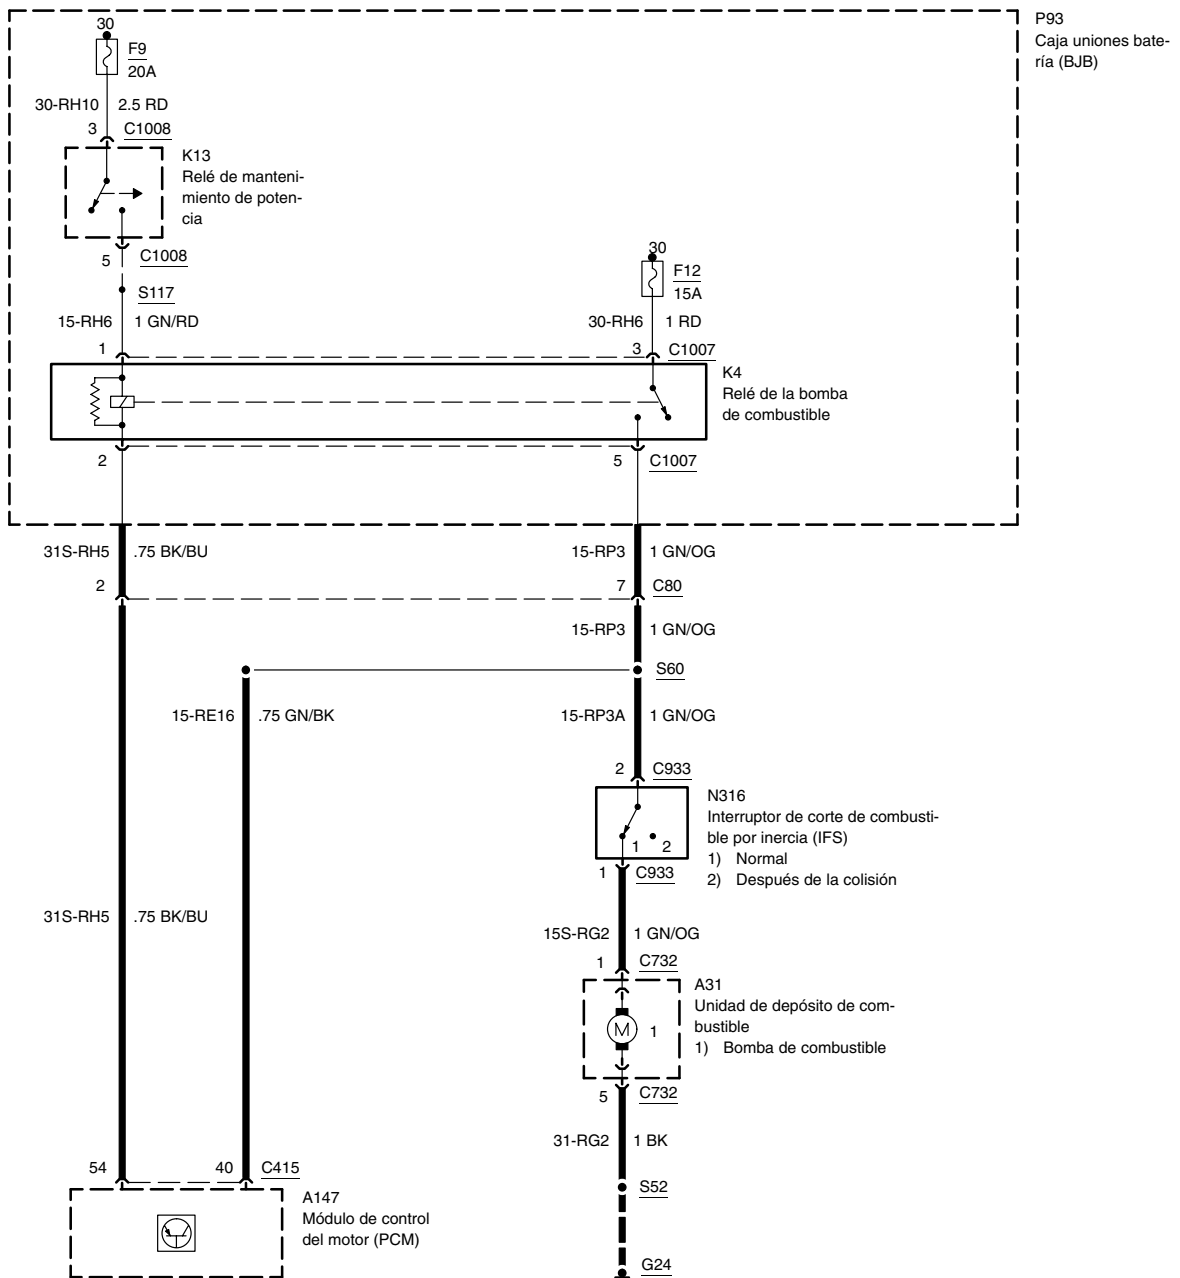 P93
Caja uniones bate-
ría (BJB)
30
F9
20A
30-RH10 2.5 RD
3 C1008
K13
Relé de manteni-
miento de poten-
cia
5 C1008
S117
15-RH6 1 GN/RD
30
F12
15A
30-RH6 1 RD
1
3 C1007
K4
Relé de la bomba
de combustible
2
5 C1007
31S-RH5 .75 BK/BU
15-RP3 1 GN/OG
2
7 C80
15-RP3 1 GN/OG
S60
15-RE16 .75 GN/BK
15-RP3A 1 GN/OG
2 C933
N316
Interruptor de corte de combusti-
ble por inercia (IFS)
1) Normal
2) Después de la colisión
1 2
1 C933
31S-RH5 .75 BK/BU
15S-RG2 1 GN/OG
1 C732
A31
Unidad de depósito de com-
bustible
1) Bomba de combustible
M 1
5 C732
31-RG2 1 BK
54
40 C415
S52
A147
Módulo de control
del motor (PCM)
G24